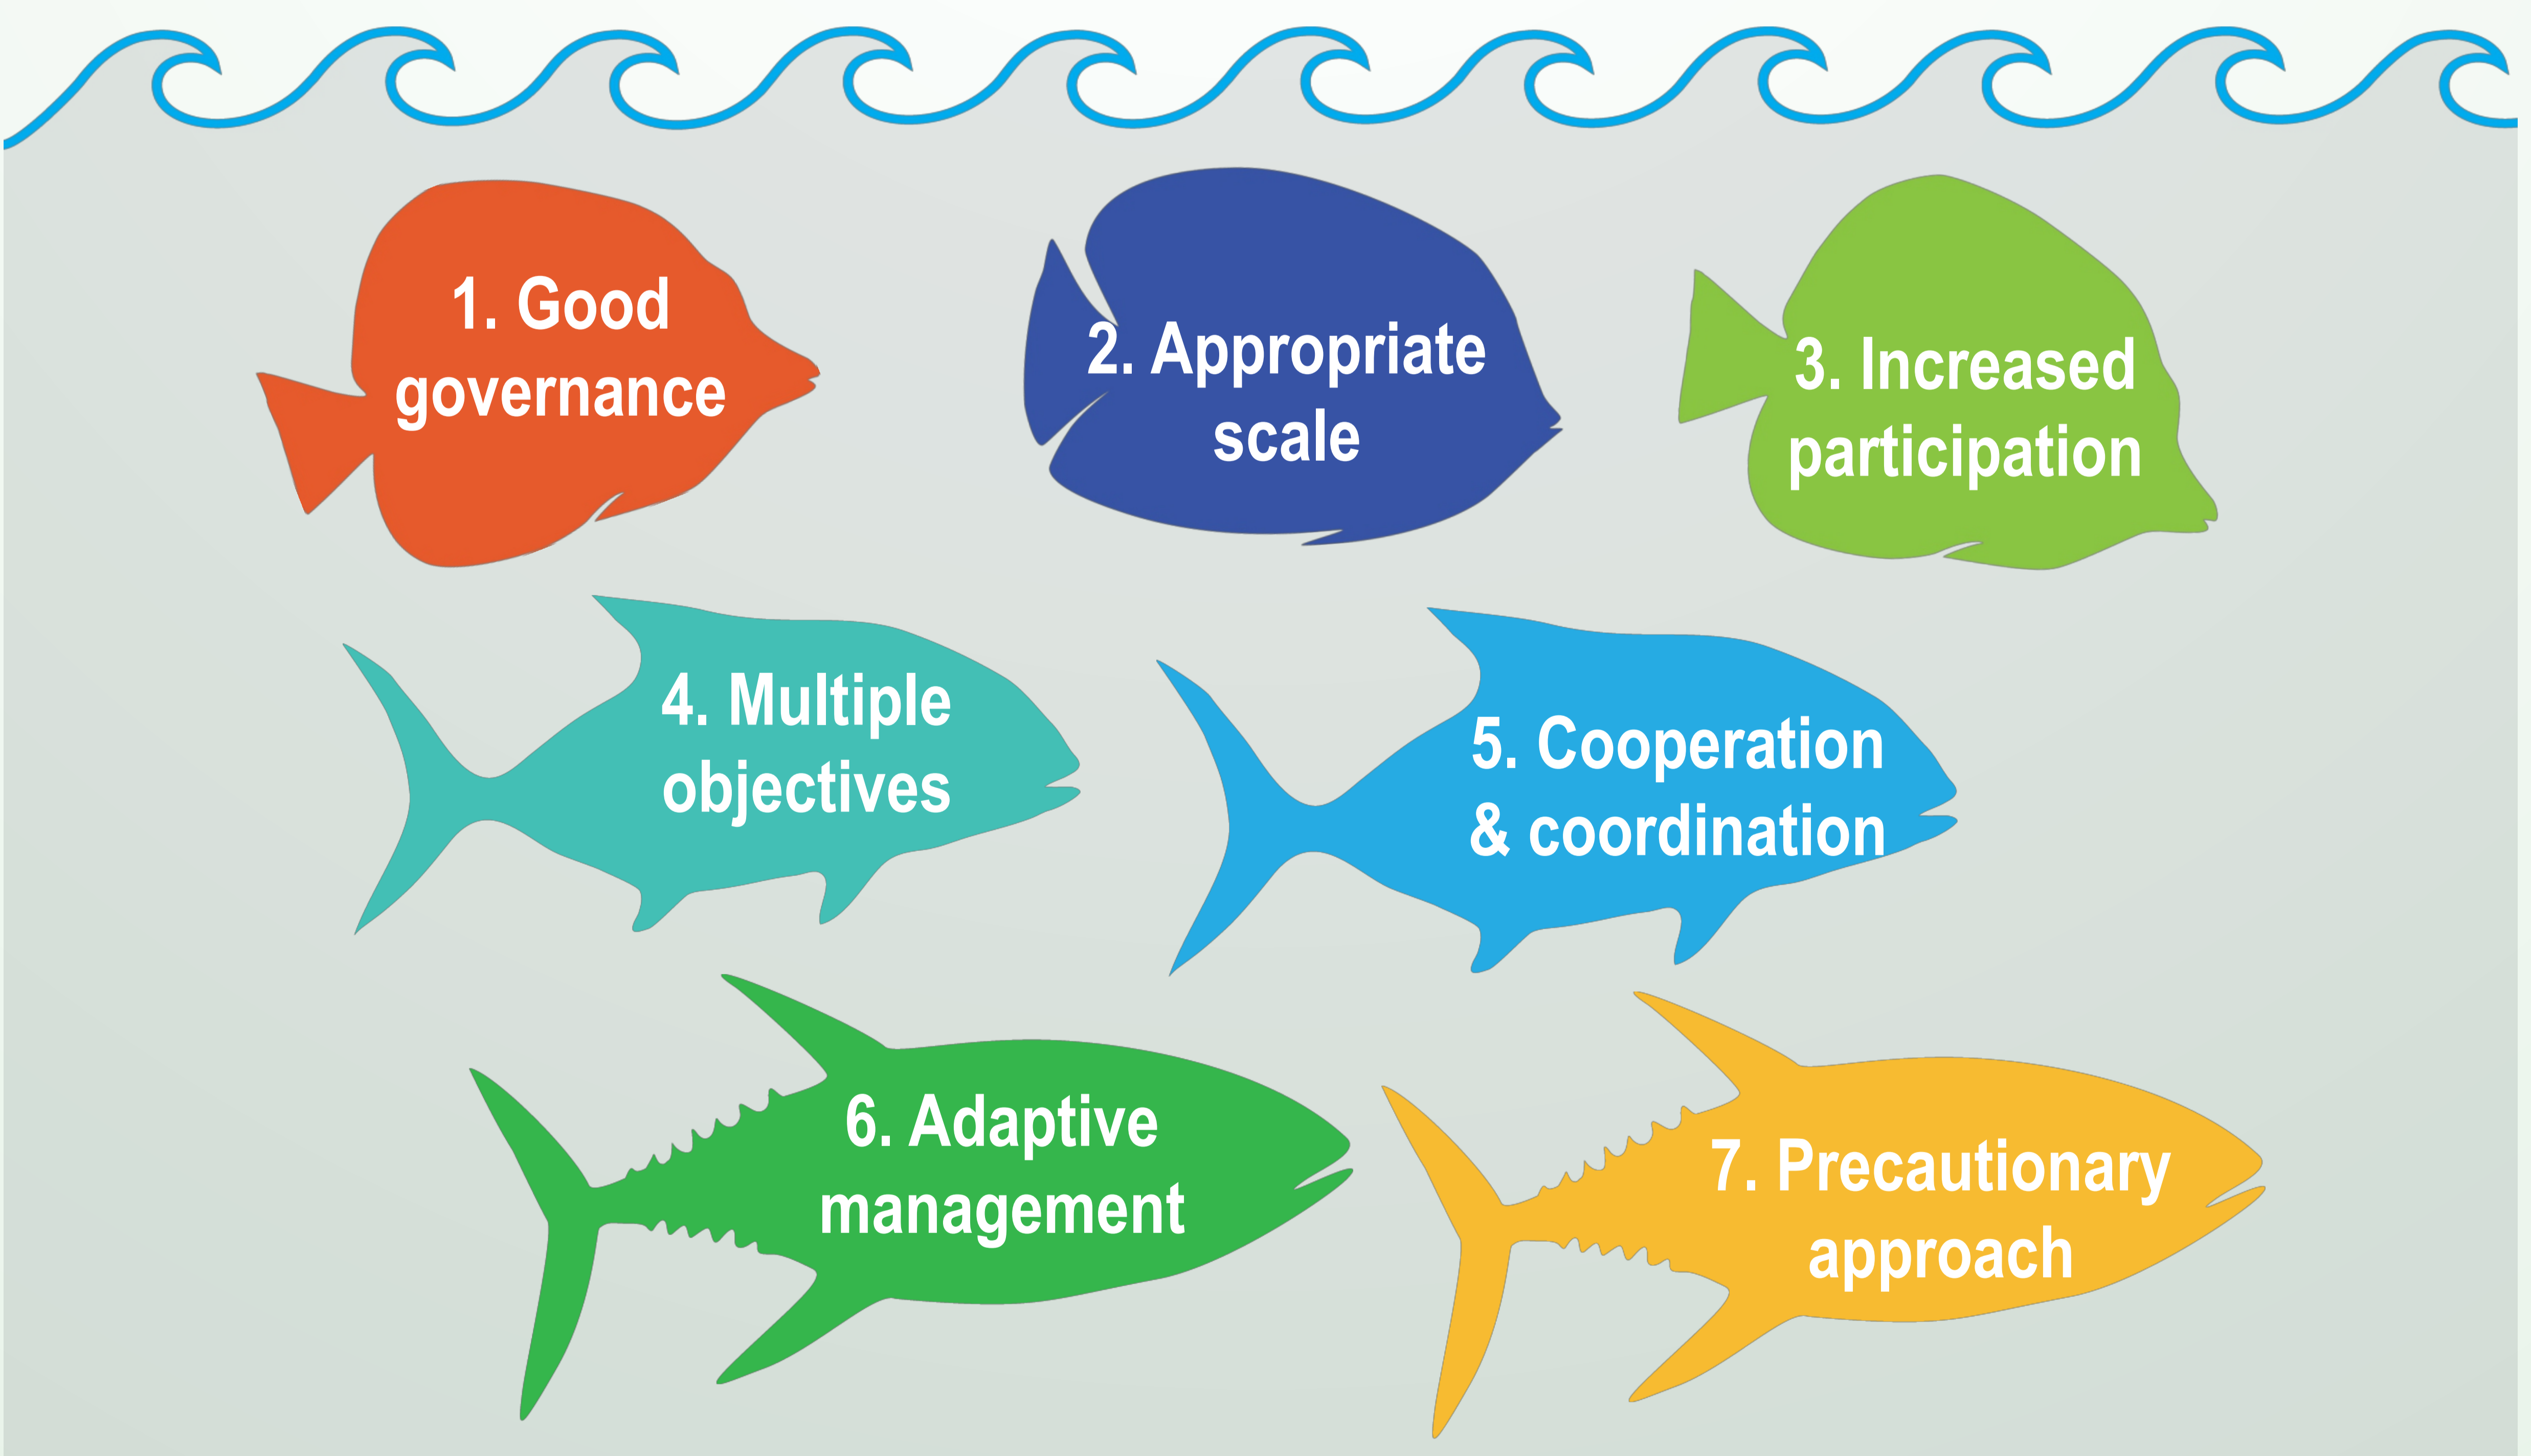 1. Good
governance
2. Appropriate
scale
3. Increased
participation
4. Multiple
objectives
5. Cooperation
& coordination
6. Adaptive
management
7. Precautionary
approach